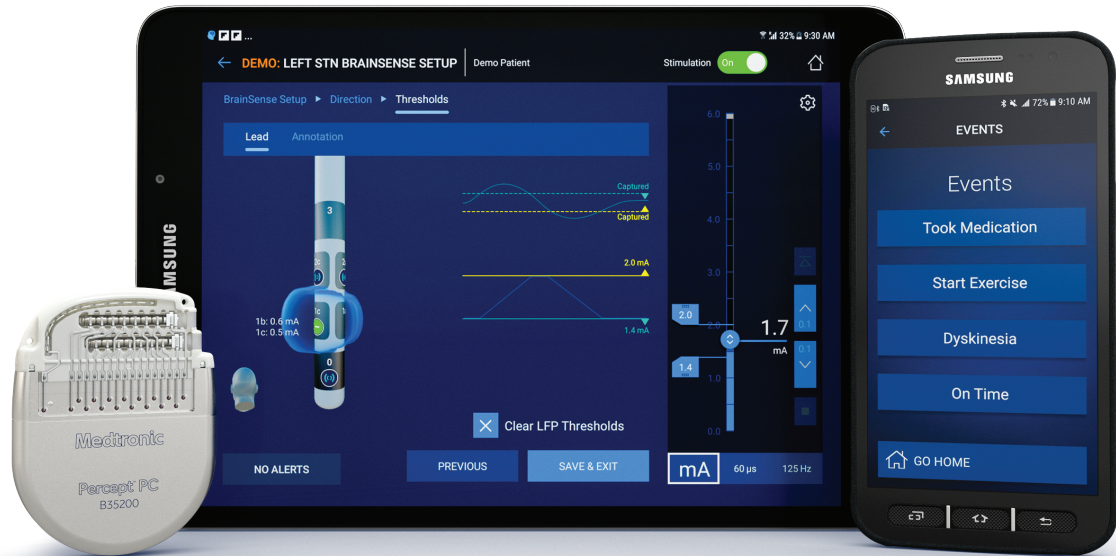 ... 32% 9:30 AM
DEMO: LEFT STN BRAINSENSE SETUP Demo Patient Stimulation On
BrainSense Setup ► Direction ► Thresholds
Lead Annotation
3
1b: 0.6 mA
1c: 0.5 mA
0
Captured
Captured
2.0 mA
1.4 mA
Clear LFP Thresholds
NO ALERTS PREVIOUS SAVE & EXIT
6.0
5.0
4.0
3.0
2.0
2.0
1.7
mA
1.4
1.0
0.0
0.1
0.1
mA 60 µs 125 Hz
SAMSUNG
Medtronic
Percept™ PC
B35200
SAMSUNG
72% 9:10 AM
EVENTS
Events
Took Medication
Start Exercise
Dyskinesia
On Time
GO HOME